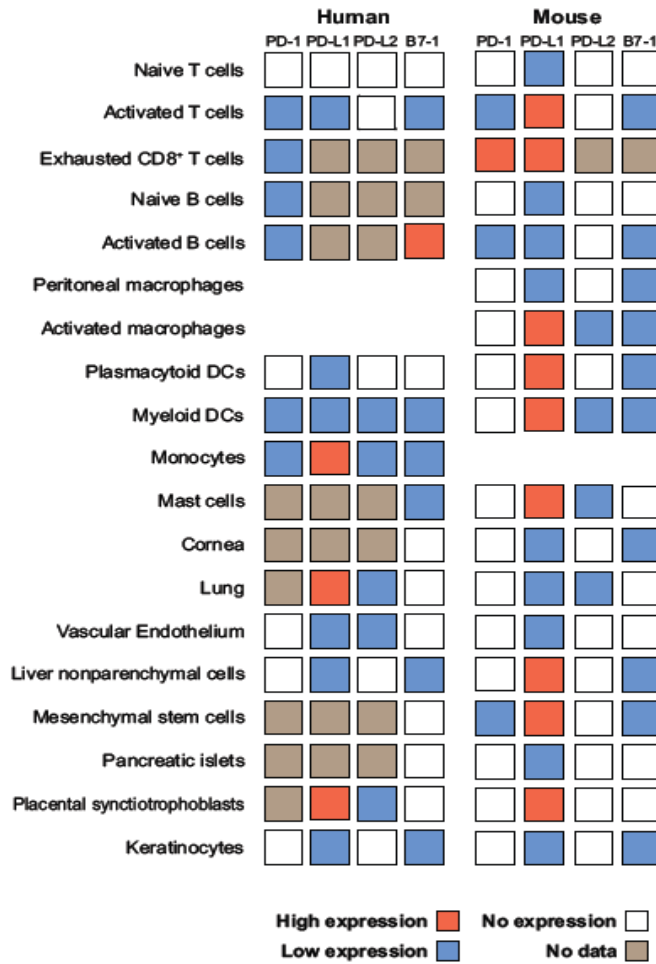 Human Mouse
PD-1 PD-L1 PD-L2 B7-1 PD-1 PD-L1 PD-L2 B7-1
Naive T cells
Activated T cells
Exhausted CD8⁺ T cells
Naive B cells
Activated B cells
Peritoneal macrophages
Activated macrophages
Plasmacytoid DCs
Myeloid DCs
Monocytes
Mast cells
Cornea
Lung
Vascular Endothelium
Liver nonparenchymal cells
Mesenchymal stem cells
Pancreatic islets
Placental synctiotrophoblasts
Keratinocytes
High expression No expression
Low expression No data